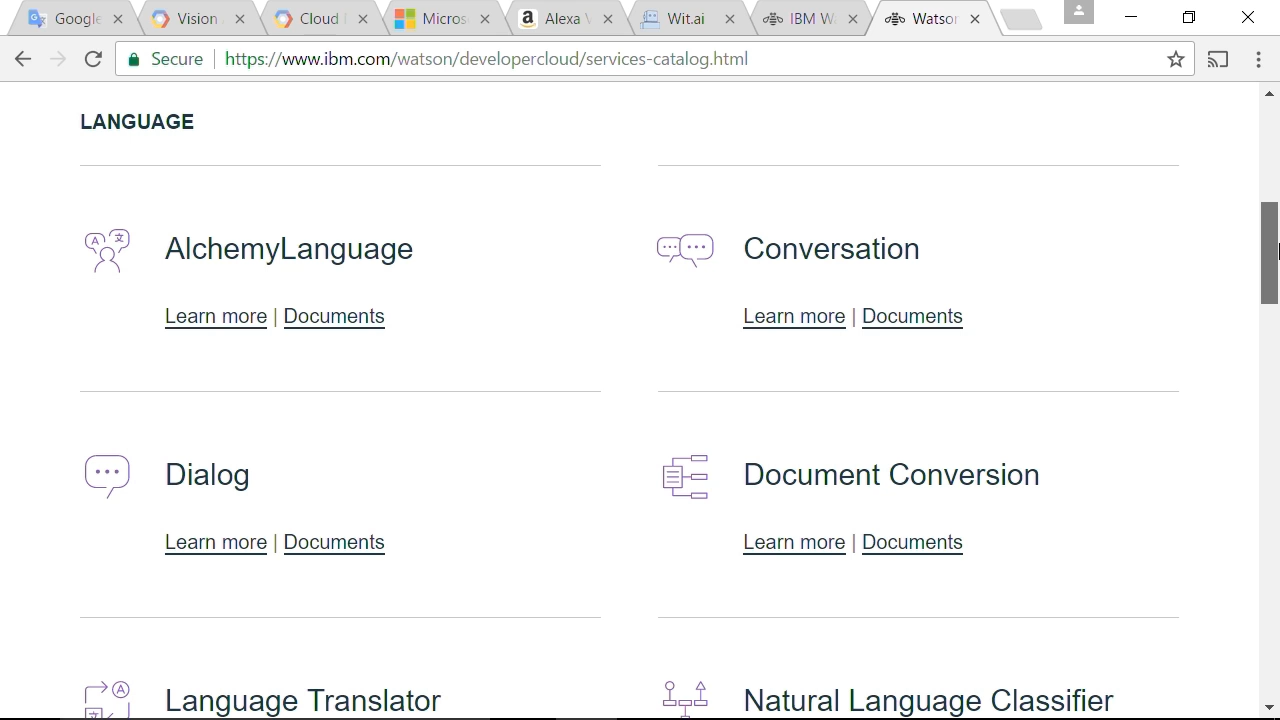 Google
Vision
Cloud
Micros
Alexa
Wit.ai
IBM W
Watson
Secure
https://www.ibm.com/watson/developercloud/services-catalog.html
LANGUAGE
AlchemyLanguage
Conversation
Learn more | Documents
Learn more | Documents
Dialog
Document Conversion
Learn more | Documents
Learn more | Documents
Language Translator
Natural Language Classifier